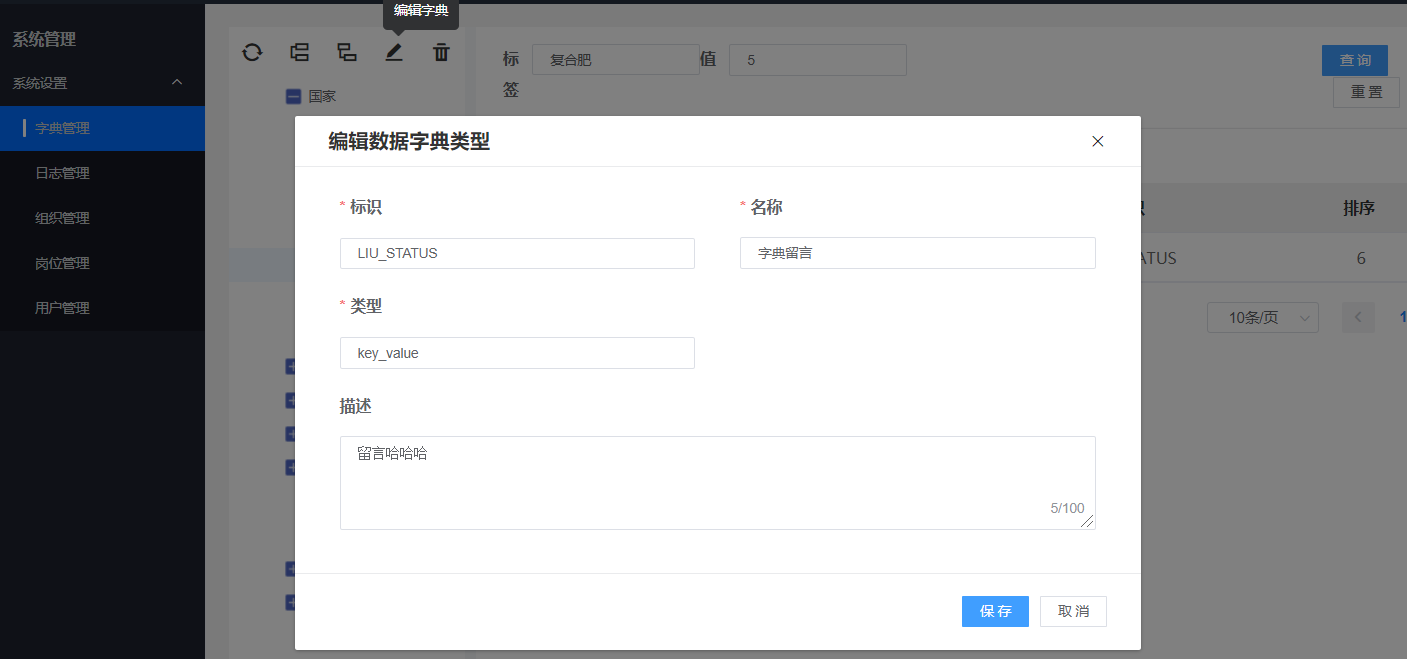 编辑字典
系统管理
系统设置
字典管理
日志管理
组织管理
岗位管理
用户管理
国家
标签
复合肥
值
5
查询
重置
编辑数据字典类型
* 标识
* 名称
LIU_STATUS
字典留言
* 类型
key_value
描述
留言哈哈哈
5/100
保存
取消
排序
ATUS
6
10条/页
1